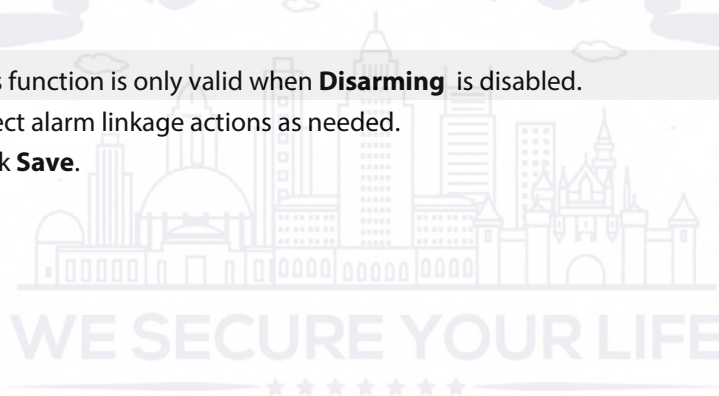 s function is only valid when Disarming is disabled.
ect alarm linkage actions as needed.
k Save.
WE SECURE YOUR LIFE